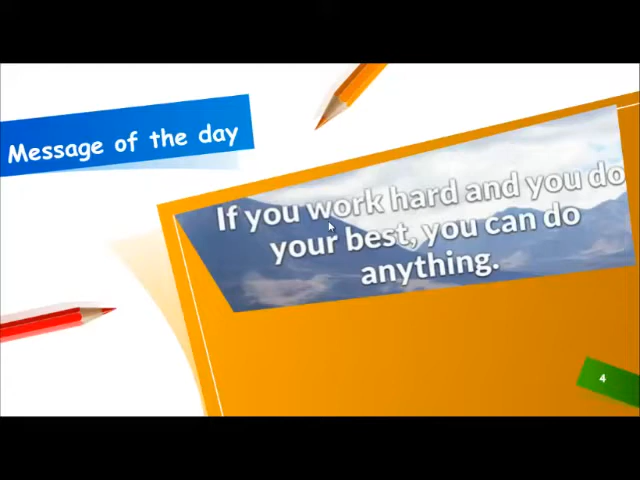 Message of the day
If you work hard and you do
your best, you can do
anything.
4